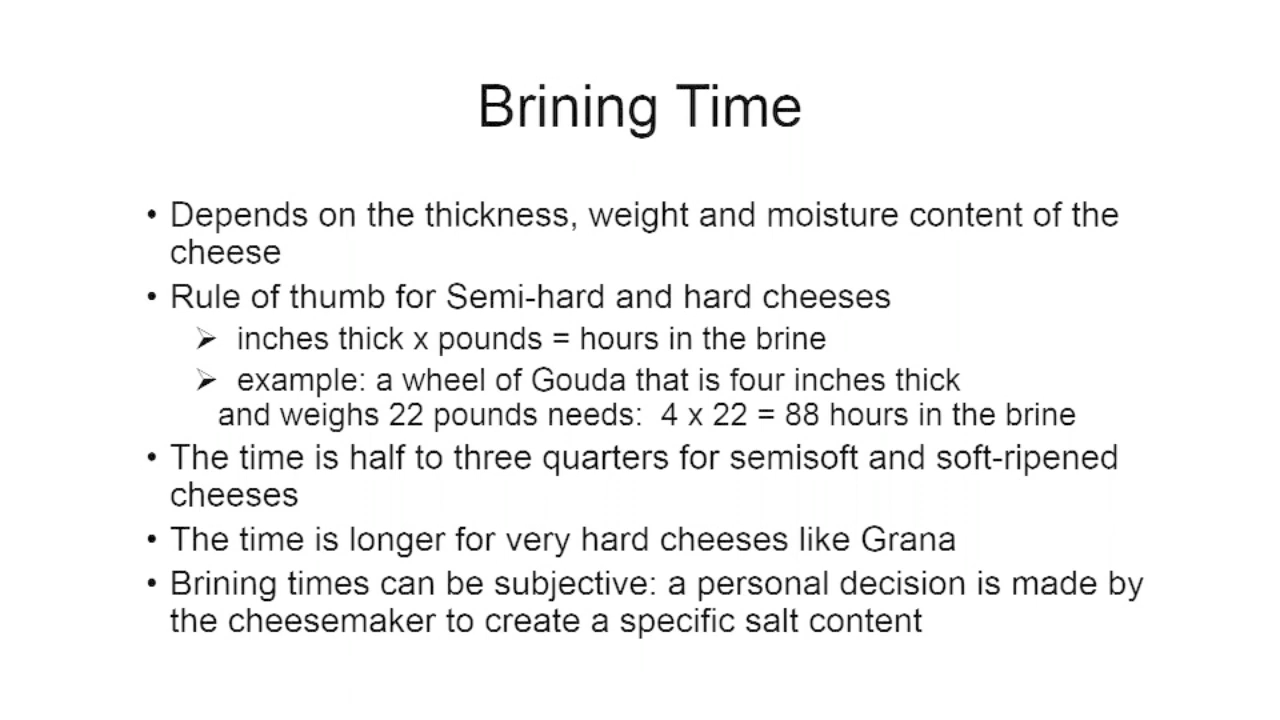 Brining Time
• Depends on the thickness, weight and moisture content of the
cheese
• Rule of thumb for Semi-hard and hard cheeses
➢ inches thick x pounds = hours in the brine
➢ example: a wheel of Gouda that is four inches thick
and weighs 22 pounds needs: 4 x 22 = 88 hours in the brine
• The time is half to three quarters for semisoft and soft-ripened
cheeses
• The time is longer for very hard cheeses like Grana
• Brining times can be subjective: a personal decision is made by
the cheesemaker to create a specific salt content